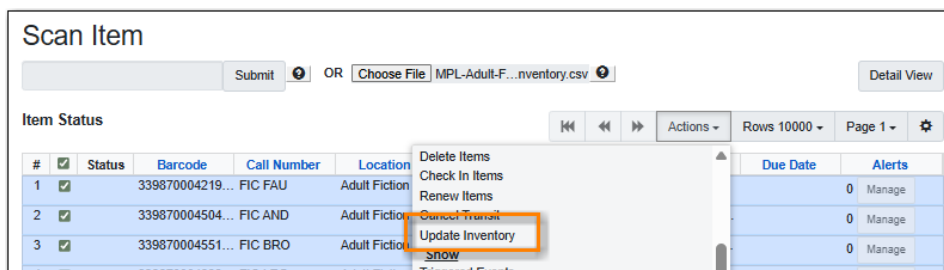 Scan Item
Submit ? OR Choose File MPL-Adult-F...nventory.csv ? Detail View
Item Status
Actions Rows 10000 Page 1
# Status Barcode Call Number Location Due Date Alerts
Delete Items
Check In Items
Renew Items
Cancel Transit
Update Inventory
Show
Triggered Events
1 339870004219... FIC FAU Adult Fiction 0 Manage
2 339870004504... FIC AND Adult Fiction 0 Manage
3 339870004551... FIC BRO Adult Fiction 0 Manage